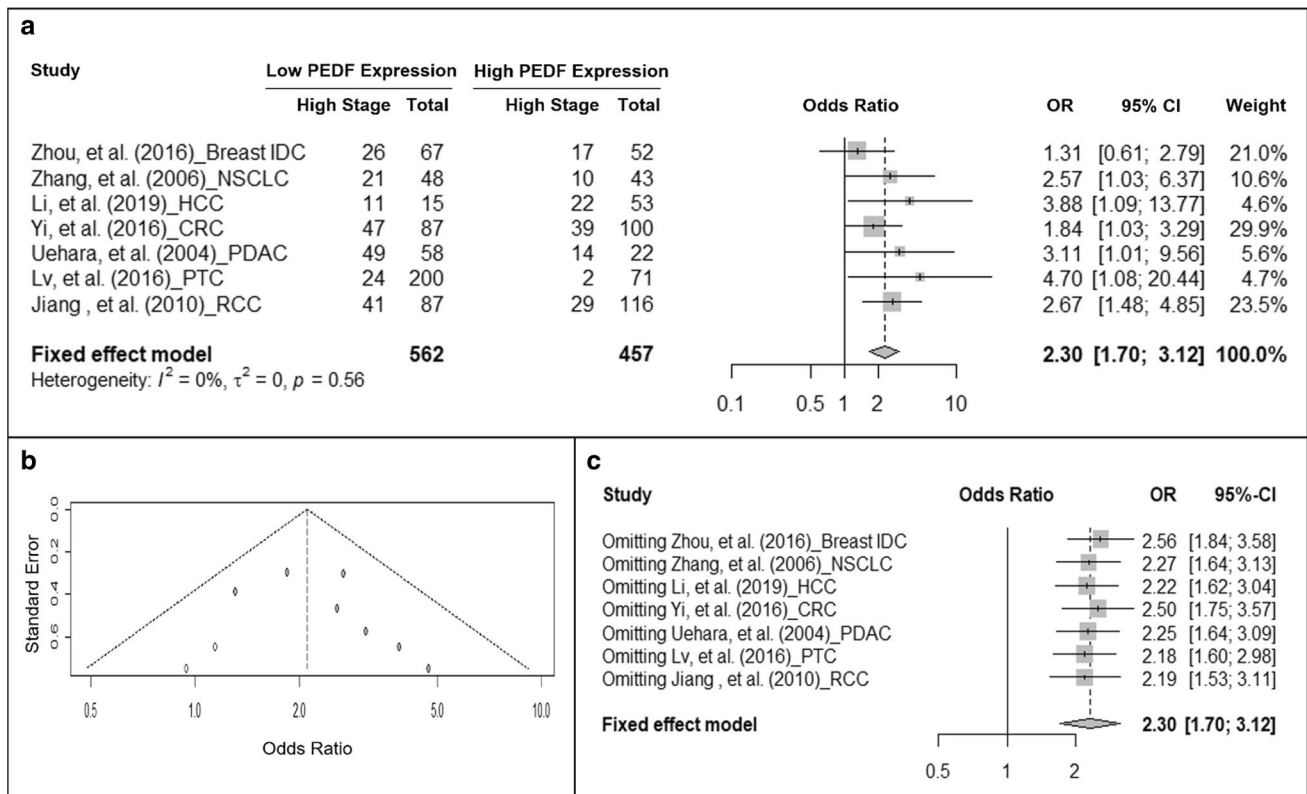 a
Study Low PEDF Expression High PEDF Expression
High Stage Total High Stage Total Odds Ratio OR 95% CI Weight
Zhou, et al. (2016)_Breast IDC 26 67 17 52 1.31 [0.61; 2.79] 21.0%
Zhang, et al. (2006)_NSCLC 21 48 10 43 2.57 [1.03; 6.37] 10.6%
Li, et al. (2019)_HCC 11 15 22 53 3.88 [1.09; 13.77] 4.6%
Yi, et al. (2016)_CRC 47 87 39 100 1.84 [1.03; 3.29] 29.9%
Uehara, et al. (2004)_PDAC 49 58 14 22 3.11 [1.01; 9.56] 5.6%
Lv, et al. (2016)_PTC 24 200 2 71 4.70 [1.08; 20.44] 4.7%
Jiang , et al. (2010)_RCC 41 87 29 116 2.67 [1.48; 4.85] 23.5%
Fixed effect model 562 457 2.30 [1.70; 3.12] 100.0%
Heterogeneity: I² = 0%, τ² = 0, p = 0.56
0.1 0.5 1 2 10
b
Standard Error
0.0
0.2
0.4
0.6
0.5 1.0 2.0 5.0 10.0
Odds Ratio
c
Study Odds Ratio OR 95%-CI
Omitting Zhou, et al. (2016)_Breast IDC 2.56 [1.84; 3.58]
Omitting Zhang, et al. (2006)_NSCLC 2.27 [1.64; 3.13]
Omitting Li, et al. (2019)_HCC 2.22 [1.62; 3.04]
Omitting Yi, et al. (2016)_CRC 2.50 [1.75; 3.57]
Omitting Uehara, et al. (2004)_PDAC 2.25 [1.64; 3.09]
Omitting Lv, et al. (2016)_PTC 2.18 [1.60; 2.98]
Omitting Jiang , et al. (2010)_RCC 2.19 [1.53; 3.11]
Fixed effect model 2.30 [1.70; 3.12]
0.5 1 2